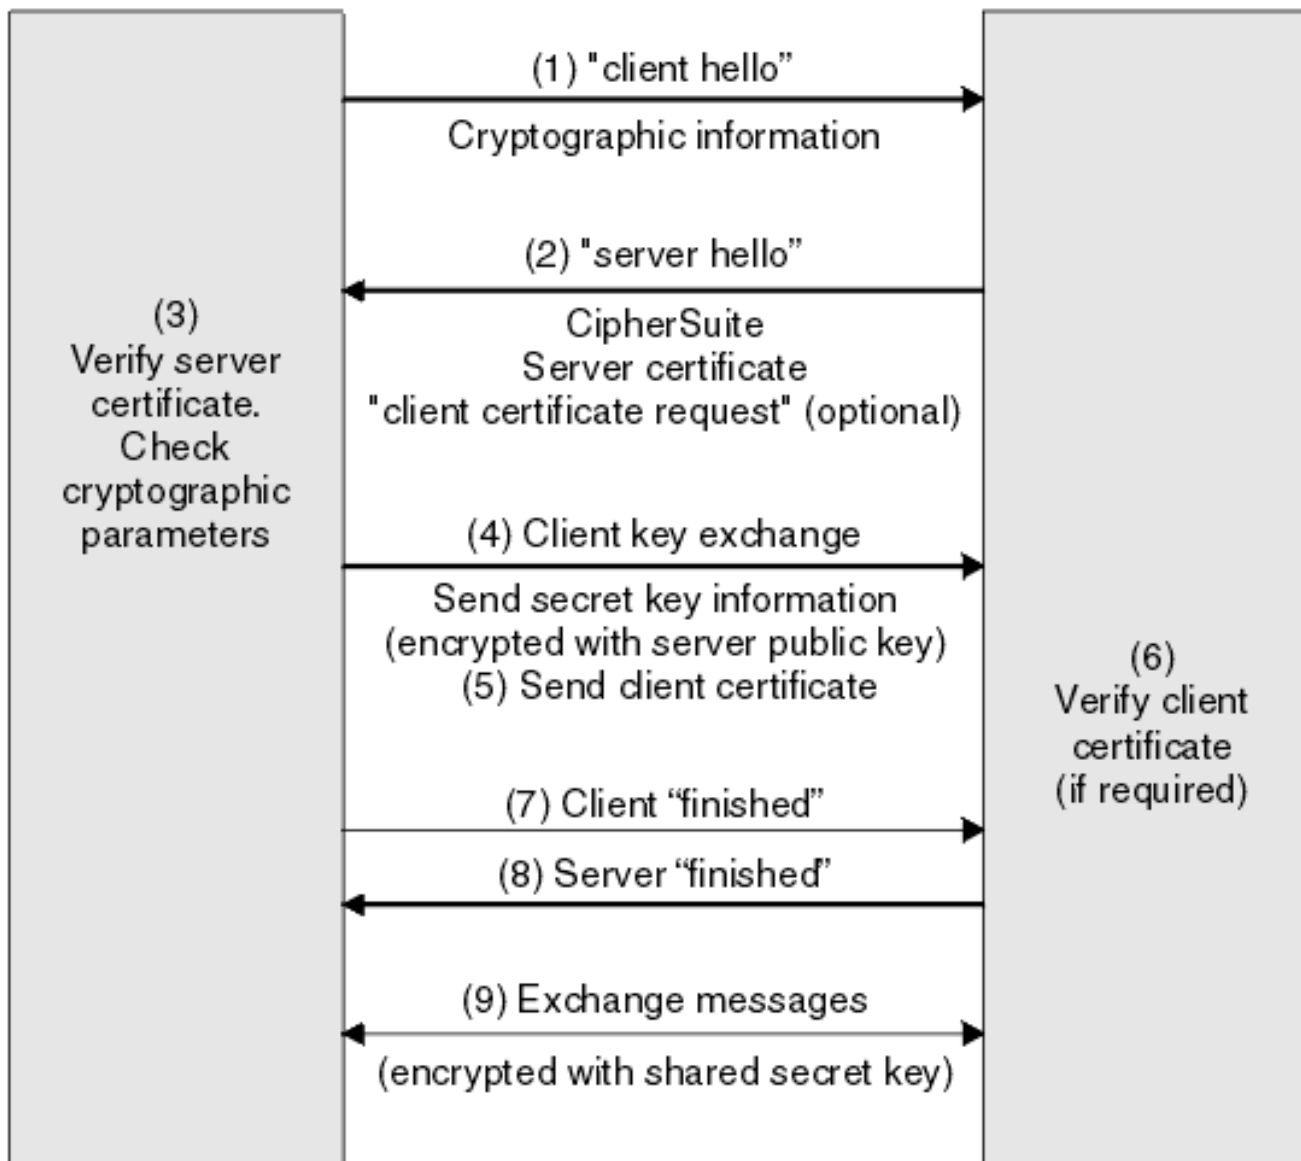 (1) "client hello”
Cryptographic information
(2) "server hello”
CipherSuite
Server certificate
"client certificate request" (optional)
(3)
Verify server
certificate.
Check
cryptographic
parameters
(4) Client key exchange
Send secret key information
(encrypted with server public key)
(5) Send client certificate
(6)
Verify client
certificate
(if required)
(7) Client “finished”
(8) Server “finished”
(9) Exchange messages
(encrypted with shared secret key)